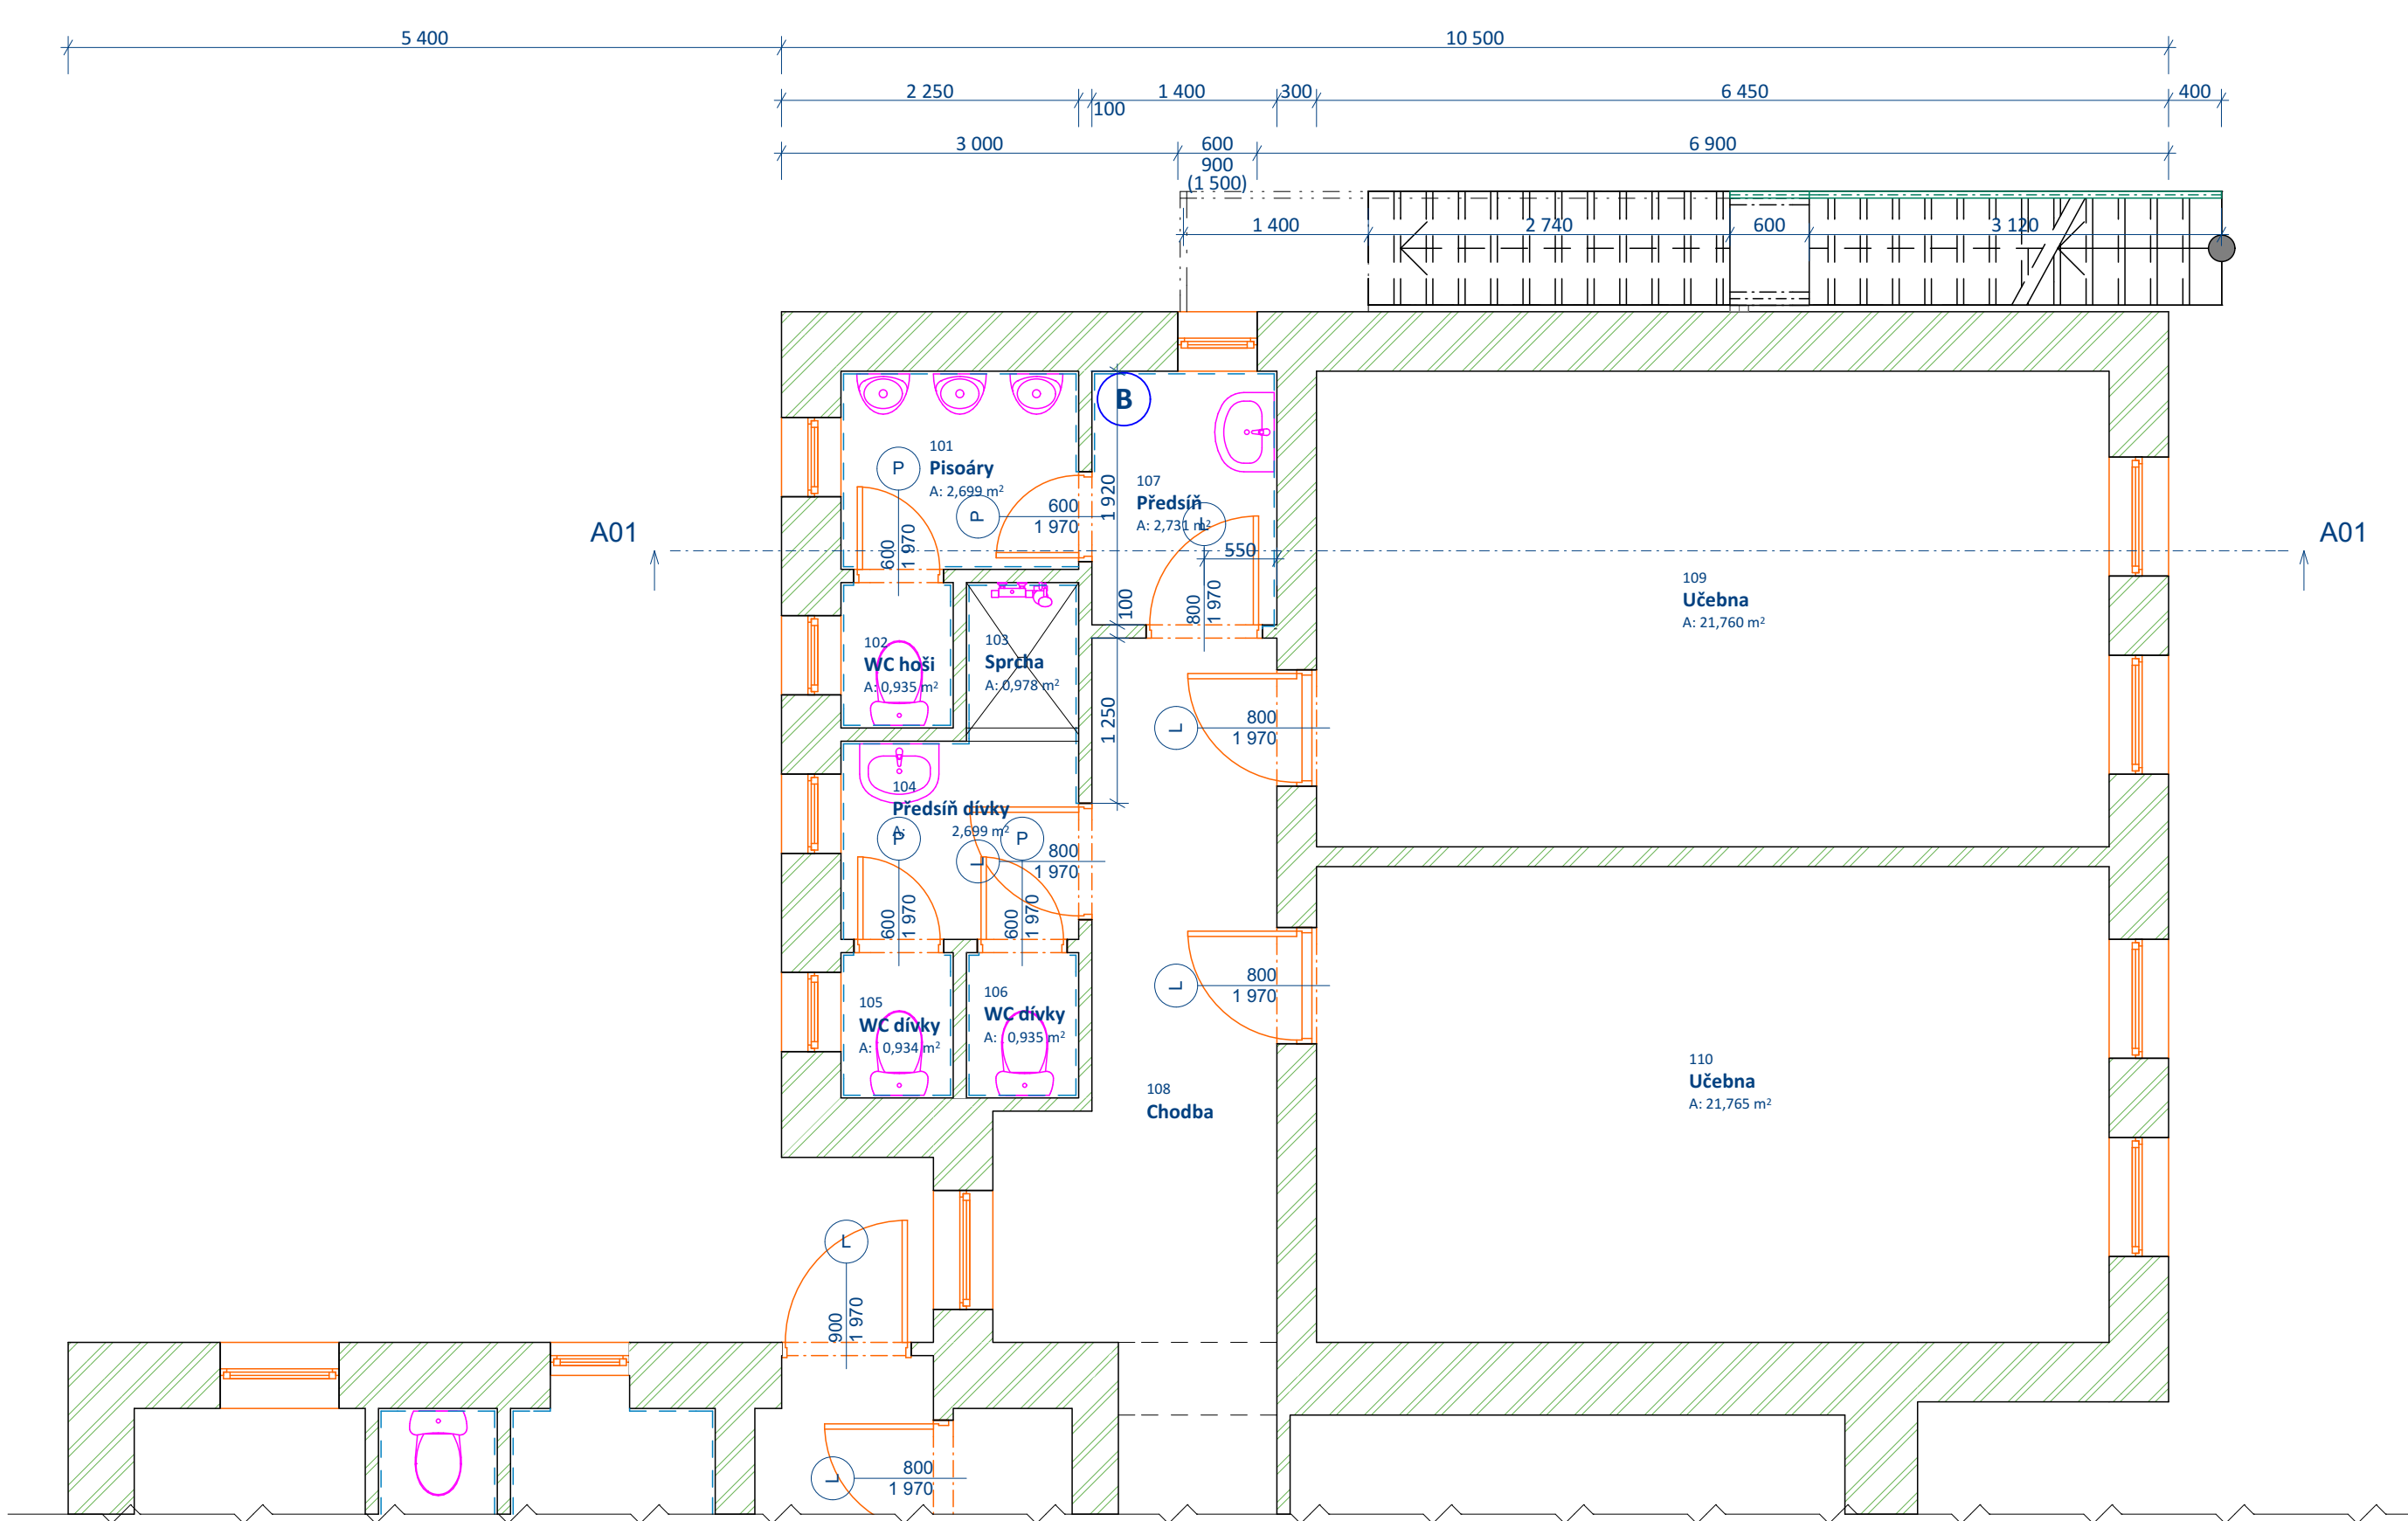 5 400
10 500
2 250
100
1 400
300
6 450
400
3 000
600
900
(1 500)
6 900
1 400
2 740
600
3 120
B
101
Pisoáry
A: 2,699 m²
P
P
600
1 970
600
1 970
1 920
107
Předsíň
A: 2,731 m²
L
550
800
1 970
100
A01
A01
109
Učebna
A: 21,760 m²
102
WC hoši
A: 0,935 m²
103
Sprcha
A: 0,978 m²
1 250
L
800
1 970
104
Předsíň dívky
A: 2,699 m²
P
P
L
800
1 970
600
1 970
600
1 970
L
800
1 970
105
WC dívky
A: 0,934 m²
106
WC dívky
A: 0,935 m²
108
Chodba
110
Učebna
A: 21,765 m²
L
900
1 970
L
800
1 970